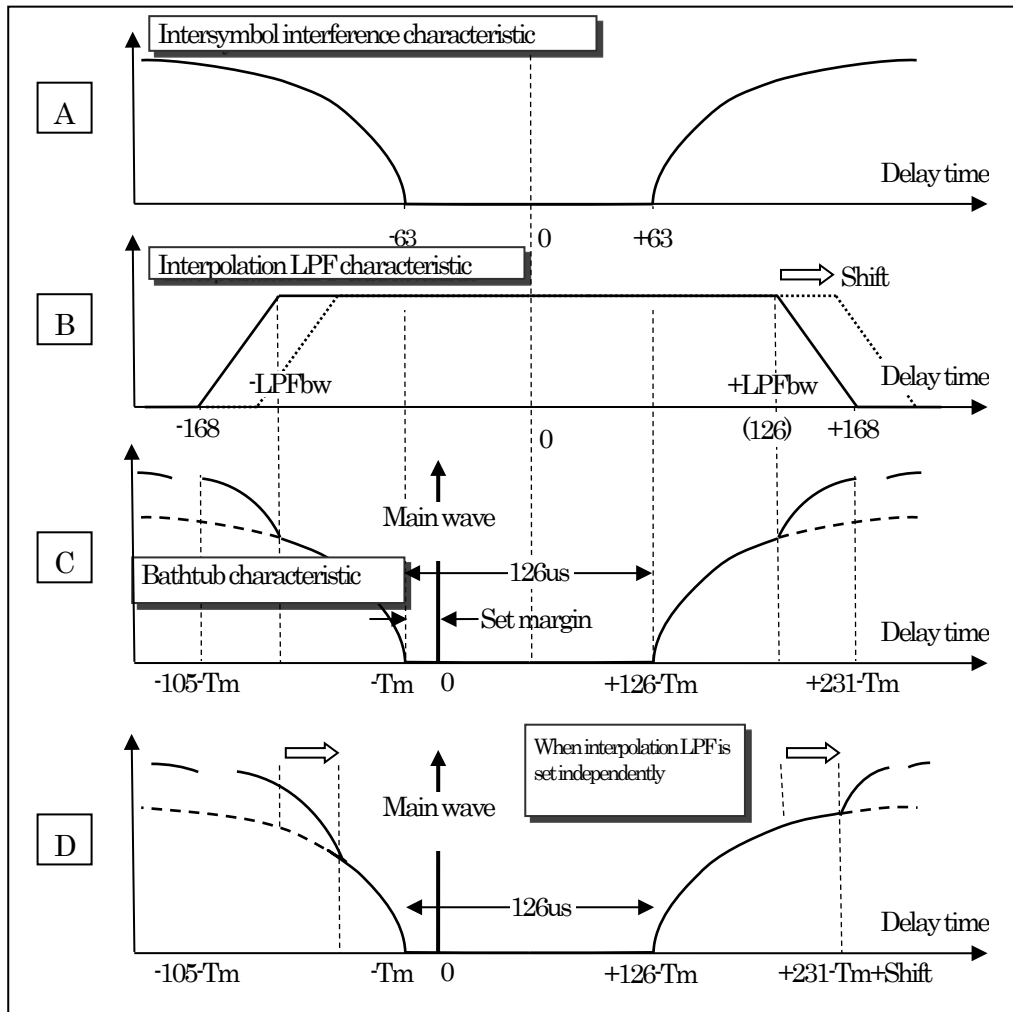 Intersymbol interference characteristic
A
Delay time
-63
0
+63
Interpolation LPF characteristic
Shift
B
-LPFbw
+LPFbw
Delay time
-168
0
(126)
+168
Main wave
C
Bathtub characteristic
126us
Set margin
Delay time
-105-Tm
-Tm
0
+126-Tm
+231-Tm
When interpolation LPF is
set independently
Main wave
D
126us
Delay time
-105-Tm
-Tm
0
+126-Tm
+231-Tm+Shift